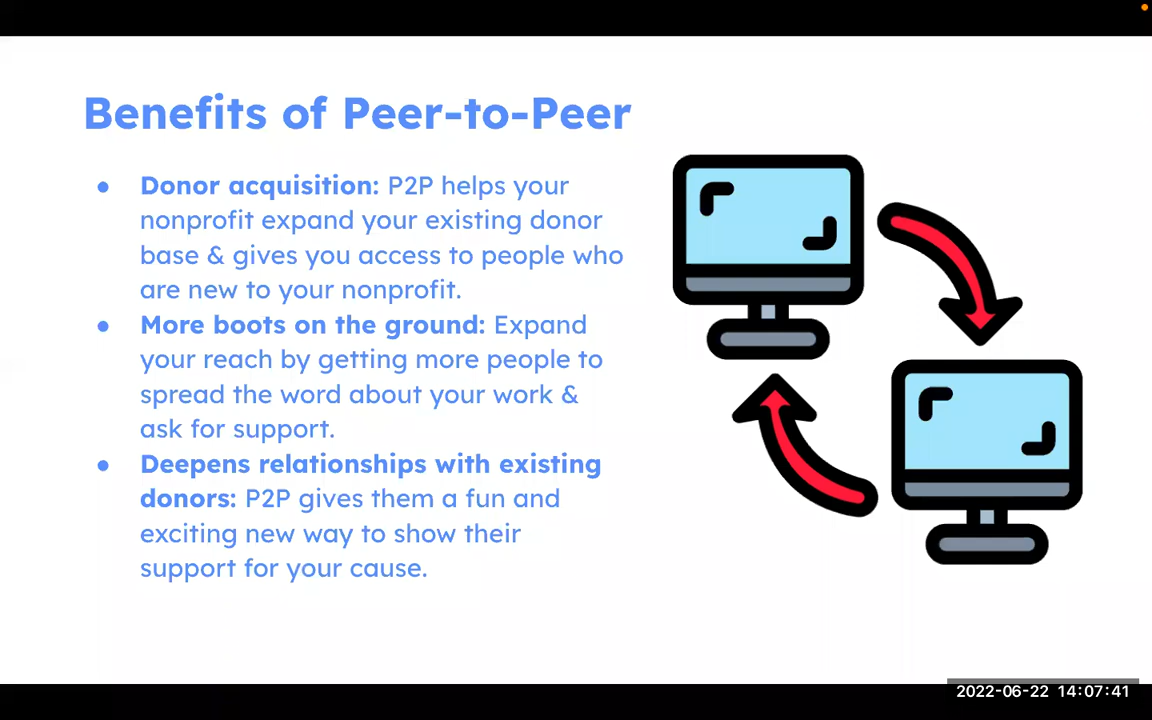 Benefits of Peer-to-Peer
● Donor acquisition: P2P helps your
nonprofit expand your existing donor
base & gives you access to people who
are new to your nonprofit.
● More boots on the ground: Expand
your reach by getting more people to
spread the word about your work &
ask for support.
● Deepens relationships with existing
donors: P2P gives them a fun and
exciting new way to show their
support for your cause.
2022-06-22 14:07:41